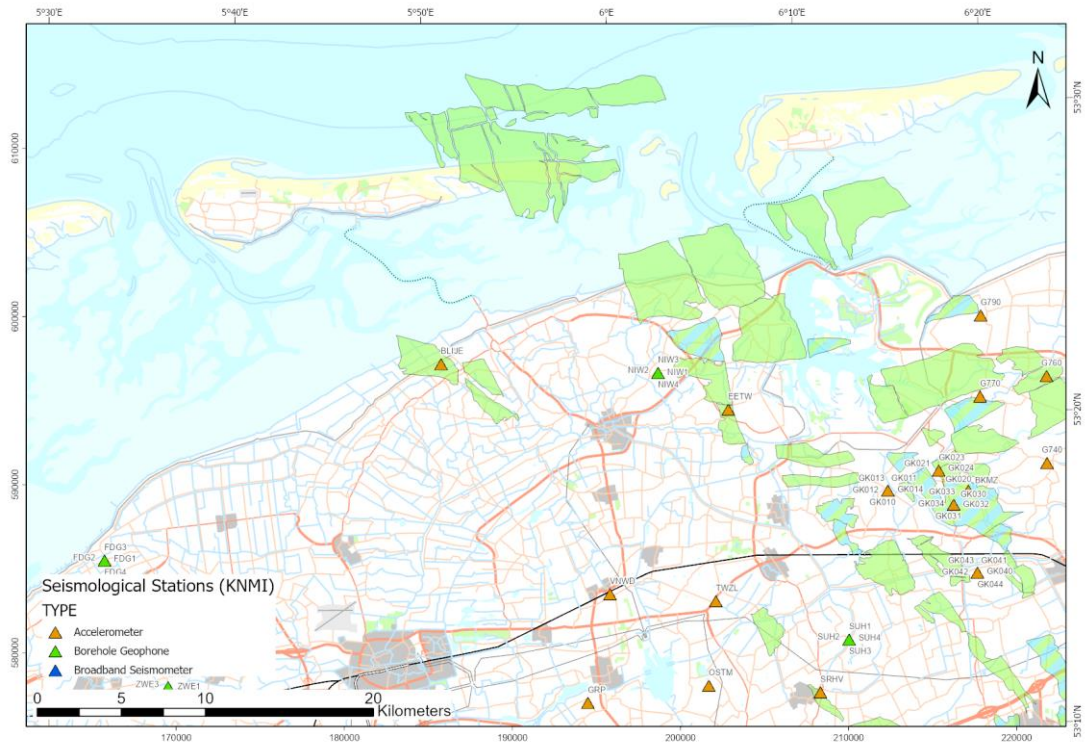 5°30'E 5°40'E 5°50'E 6°E 6°10'E 6°20'E
N
53°30'N
610000
600000
G790
BLIJE
NIW3
NIW2 NIW1
NIW4
G760
EETW
G770
53°20'N
GK023
GK021 GK024
G740
GK013 GK011 GK020 BKMZ
GK012 GK014 GK033 GK030
GK010 GK034 GK032
GK031
590000
FDG3
FDG2 FDG1
FDG4
GK043 GK041
GK042 GK040
GK044
Seismological Stations (KNMI)
TYPE
Accelerometer
Borehole Geophone
Broadband Seismometer
VNWD
TWZL
SUH1
SUH2 SUH4
SUH3
580000
ZWE3 ZWE1
OSTM
SRHV
GRP
0 5 10 20
Kilometers
53°10'N
170000 180000 190000 200000 210000 220000